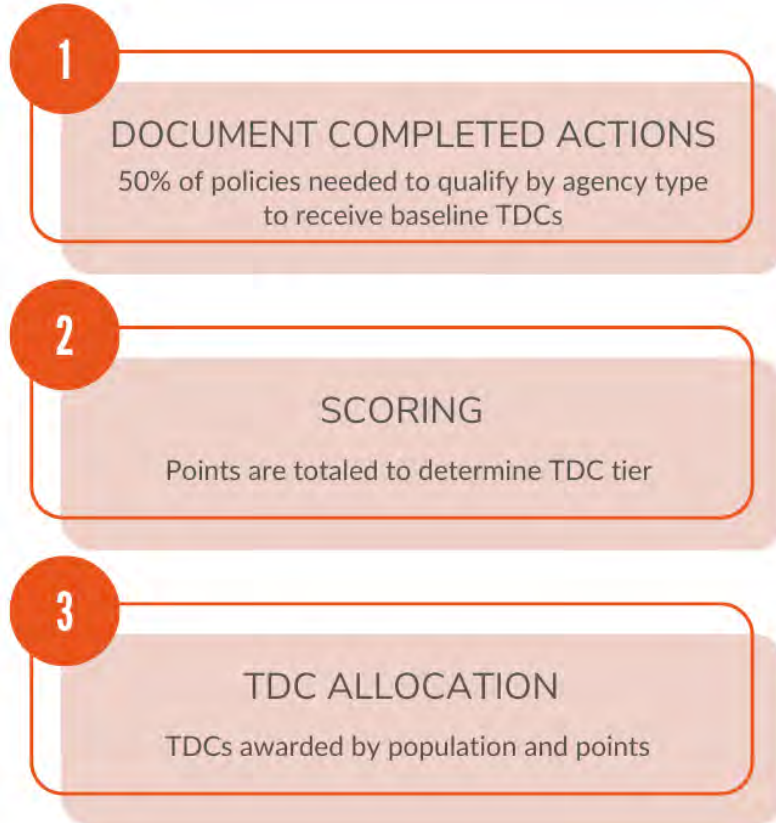 1
DOCUMENT COMPLETED ACTIONS
50% of policies needed to qualify by agency type
to receive baseline TDCs
2
SCORING
Points are totaled to determine TDC tier
3
TDC ALLOCATION
TDCs awarded by population and points